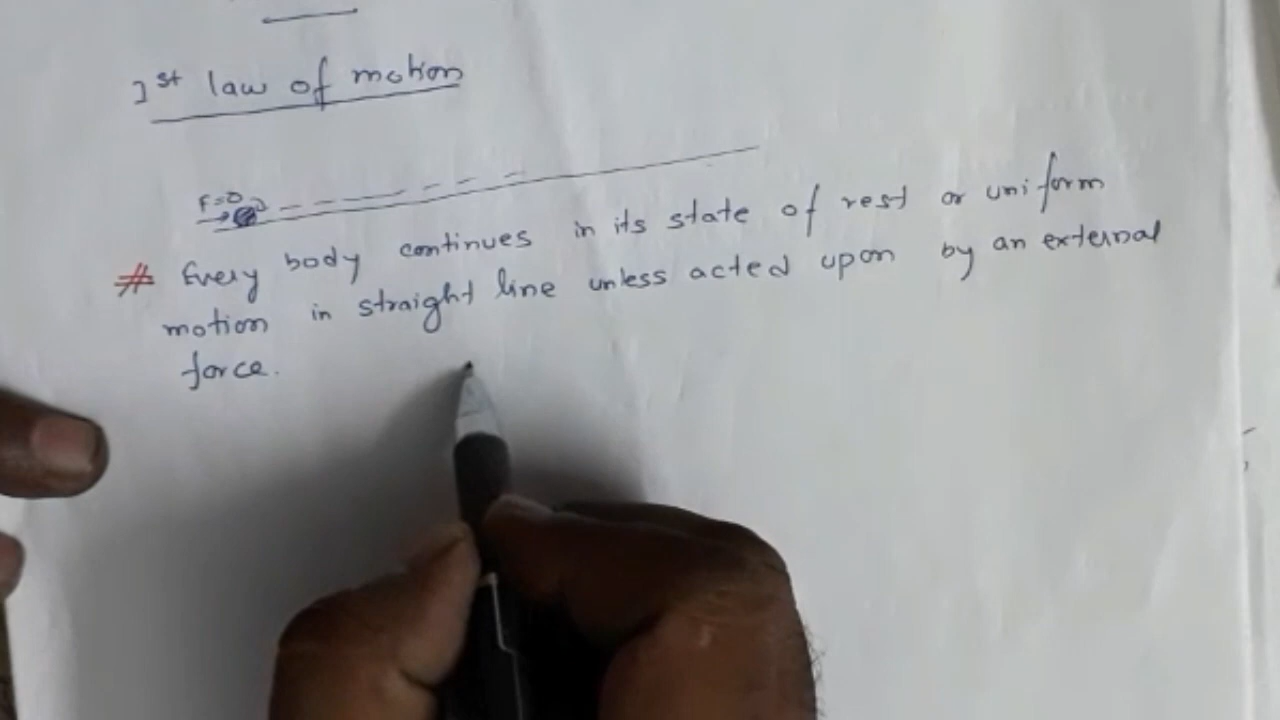 1st law of motion
F=0
# Every body continues in its state of rest or uniform
motion in straight line unless acted upon by an external
force.